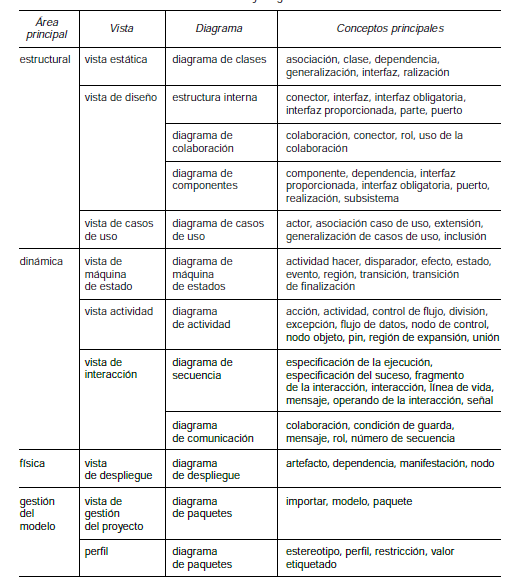 Área principal | Vista | Diagrama | Conceptos principales
estructural | vista estática | diagrama de clases | asociación, clase, dependencia,
generalización, interfaz, ralización
vista de diseño | estructura interna | conector, interfaz, interfaz obligatoria,
interfaz proporcionada, parte, puerto
diagrama de | colaboración, conector, rol, uso de la
colaboración | colaboración
diagrama de | componente, dependencia, interfaz
componentes | proporcionada, interfaz obligatoria, puerto,
realización, subsistema
vista de casos | diagrama de casos | actor, asociación caso de uso, extensión,
de uso | de uso | generalización de casos de uso, inclusión
dinámica | vista de | diagrama de | actividad hacer, disparador, efecto, estado,
máquina | máquina | evento, región, transición, transición
de estado | de estados | de finalización
vista actividad | diagrama | acción, actividad, control de flujo, división,
de actividad | excepción, flujo de datos, nodo de control,
nodo objeto, pin, región de expansión, unión
vista de | diagrama de | especificación de la ejecución,
interacción | secuencia | especificación del suceso, fragmento
de la interacción, interacción, línea de vida,
mensaje, operando de la interacción, señal
diagrama | colaboración, condición de guarda,
de comunicación | mensaje, rol, número de secuencia
física | vista | diagrama | artefacto, dependencia, manifestación, nodo
de despliegue | de despliegue
gestión | vista de | diagrama | importar, modelo, paquete
del | gestión | de paquetes
modelo | del proyecto
perfil | diagrama | estereotipo, perfil, restricción, valor
de paquetes | etiquetado